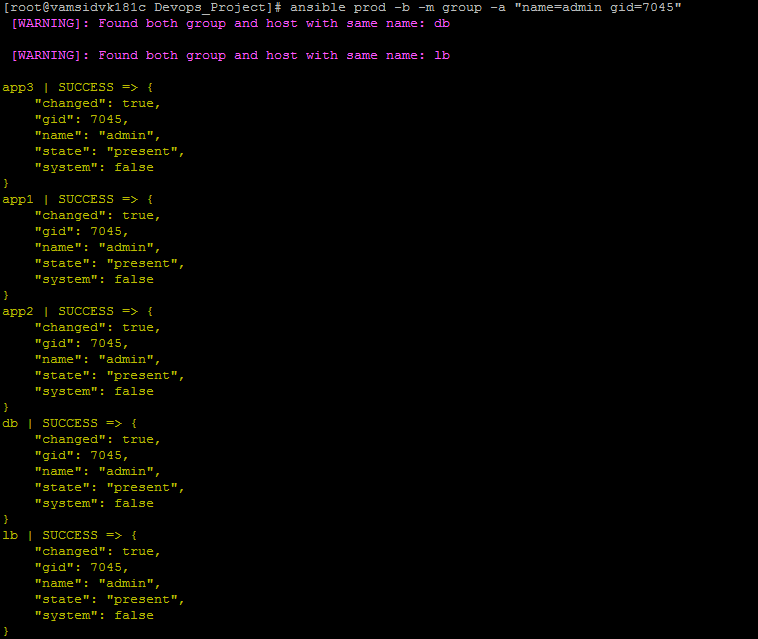 [root@vamsidvk181c Devops_Project]# ansible prod -b -m group -a "name=admin gid=7045"
 [WARNING]: Found both group and host with same name: db

 [WARNING]: Found both group and host with same name: lb

app3 | SUCCESS => {
    "changed": true,
    "gid": 7045,
    "name": "admin",
    "state": "present",
    "system": false
}
app1 | SUCCESS => {
    "changed": true,
    "gid": 7045,
    "name": "admin",
    "state": "present",
    "system": false
}
app2 | SUCCESS => {
    "changed": true,
    "gid": 7045,
    "name": "admin",
    "state": "present",
    "system": false
}
db | SUCCESS => {
    "changed": true,
    "gid": 7045,
    "name": "admin",
    "state": "present",
    "system": false
}
lb | SUCCESS => {
    "changed": true,
    "gid": 7045,
    "name": "admin",
    "state": "present",
    "system": false
}